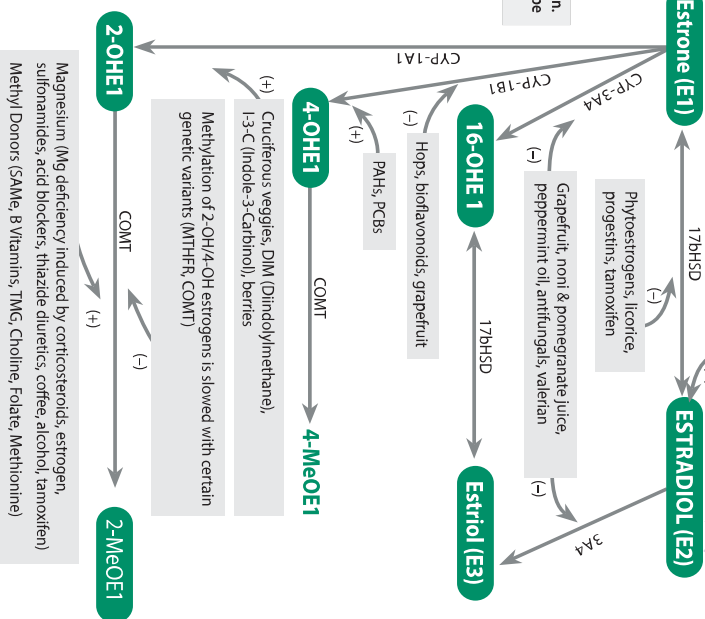 n.
be
Estrone (E1)
17bHSD
ESTRADIOL (E2)
Phytoestrogens, licorice,
progestins, tamoxifen
(–)
CYP-3A4
(–)
Grapefruit, noni & pomegranate juice,
peppermint oil, antifungals, valerian
(–)
3A4
16-OHE 1
17bHSD
Estriol (E3)
CYP-1B1
(–)
Hops, bioflavonoids, grapefruit
(+)
PAHs, PCBs
4-OHE1
COMT
4-MeOE1
CYP-1A1
(+)
Cruciferous veggies, DIM (Diindolylmethane),
I-3-C (Indole-3-Carbinol), berries
Methylation of 2-OH/4-OH estrogens is slowed with certain
genetic variants (MTHFR, COMT)
(–)
2-OHE1
COMT
2-MeOE1
(+)
Magnesium (Mg deficiency induced by corticosteroids, estrogen,
sulfonamides, acid blockers, thiazide diuretics, coffee, alcohol, tamoxifen)
Methyl Donors (SAMe, B Vitamins, TMG, Choline, Folate, Methionine)